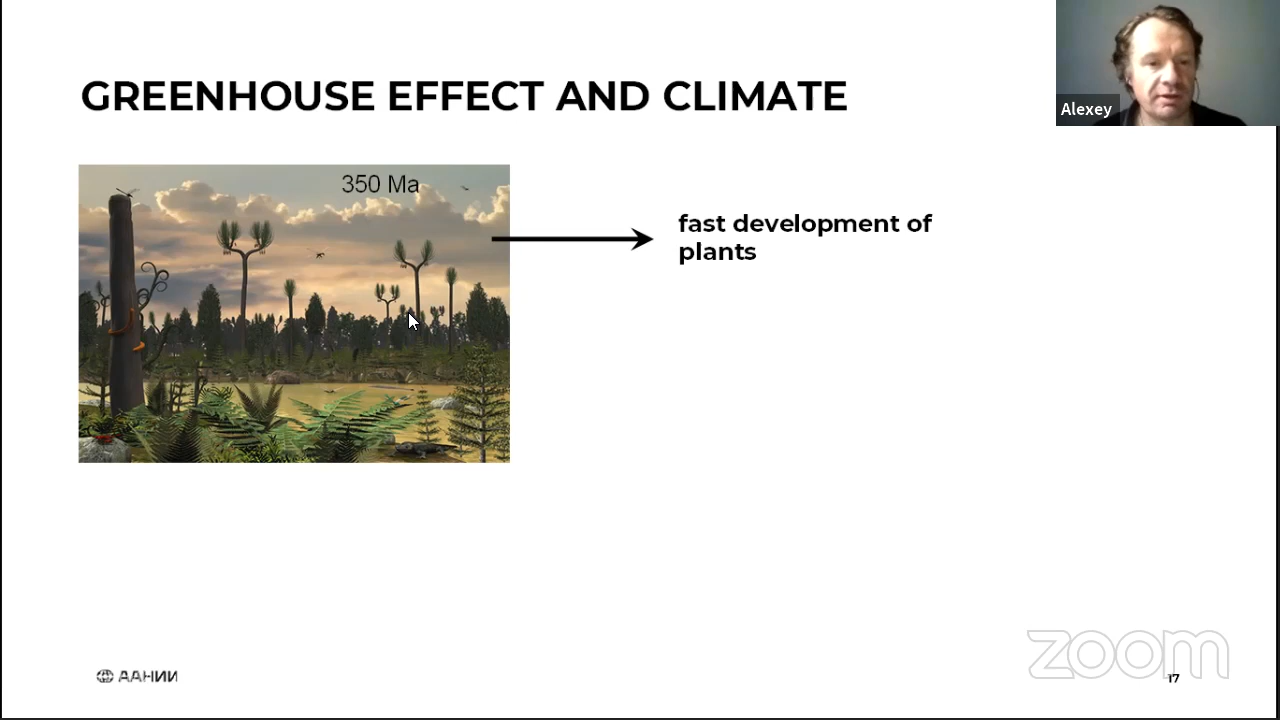 GREENHOUSE EFFECT AND CLIMATE
Alexey
350 Ma
fast development of
plants
ААНИИ
zoom
17